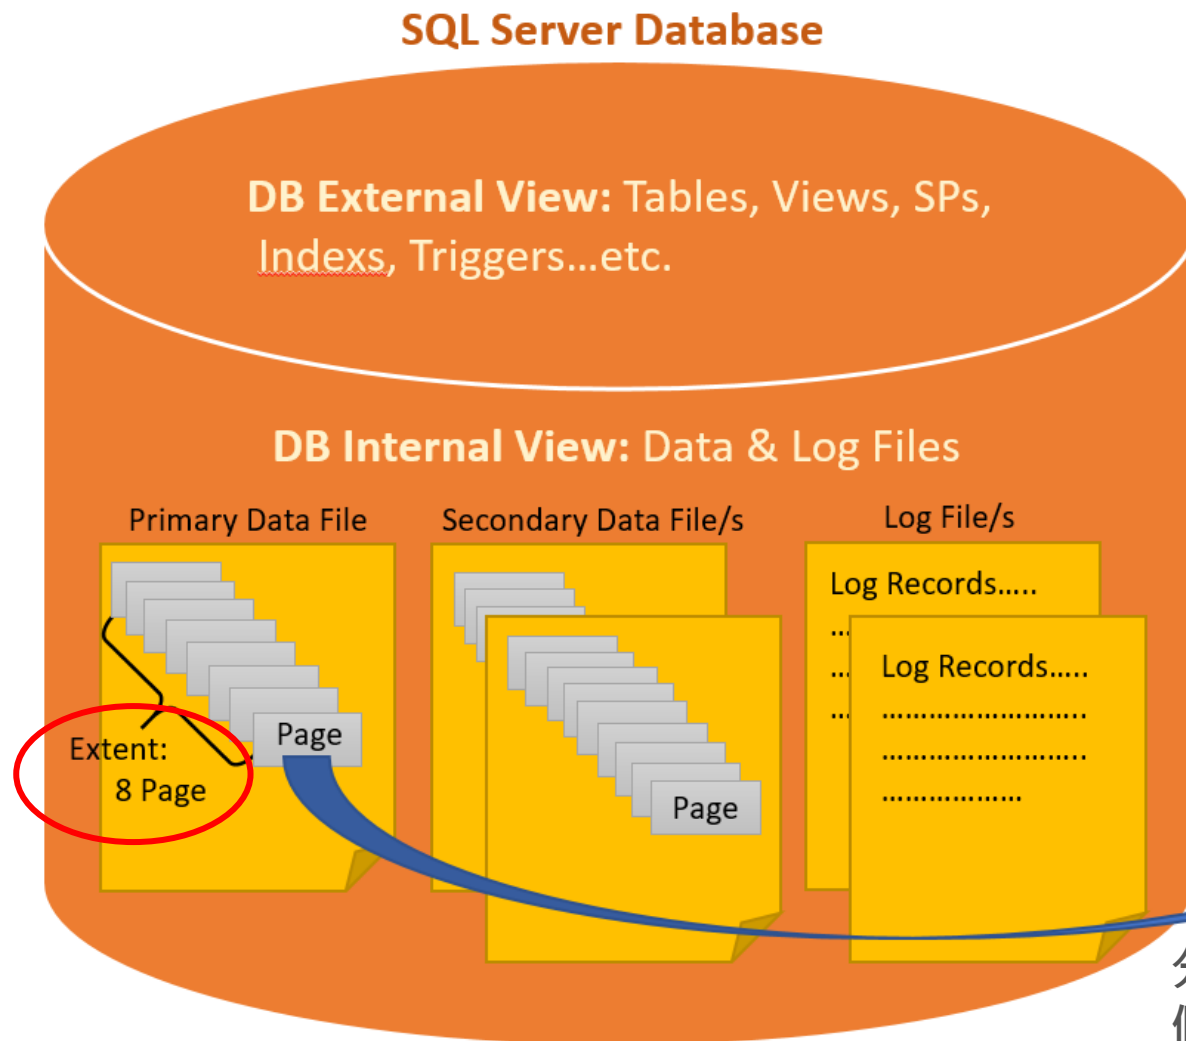 SQL Server Database
DB External View: Tables, Views, SPs,
Indexs, Triggers...etc.
DB Internal View: Data & Log Files
Primary Data File
Secondary Data File/s
Log File/s
Page
Extent:
8 Page
Page
Log Records.....
...
...
...
Log Records.....
........................
........................
..................